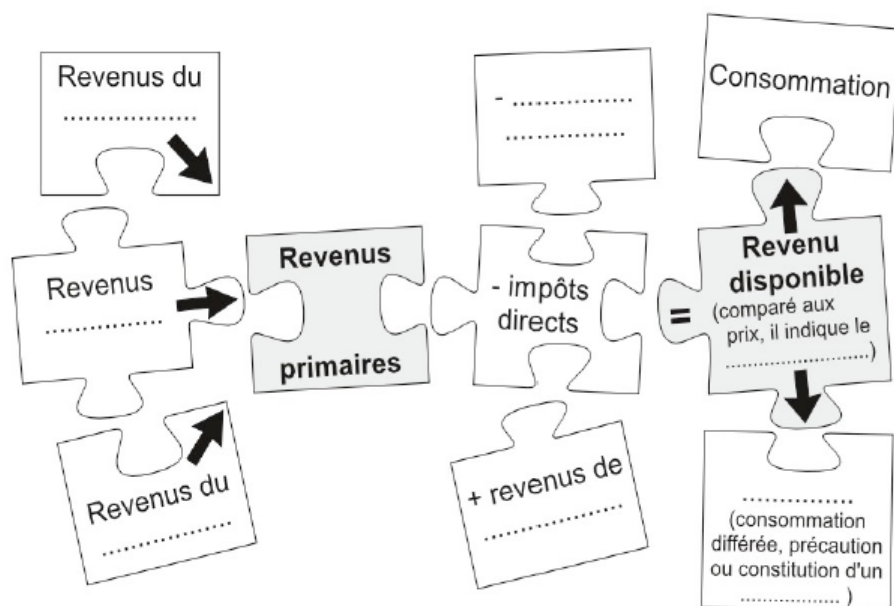 Revenus du
....................
Revenus
..................
Revenus du
....................
Revenus
primaires
- ..................
..................
- impôts
directs
+ revenus de
..................
Consommation
=
Revenu
disponible
(comparé aux
prix, il indique le
........................)
................
(consommation
différée, précaution
ou constitution d'un
................ )